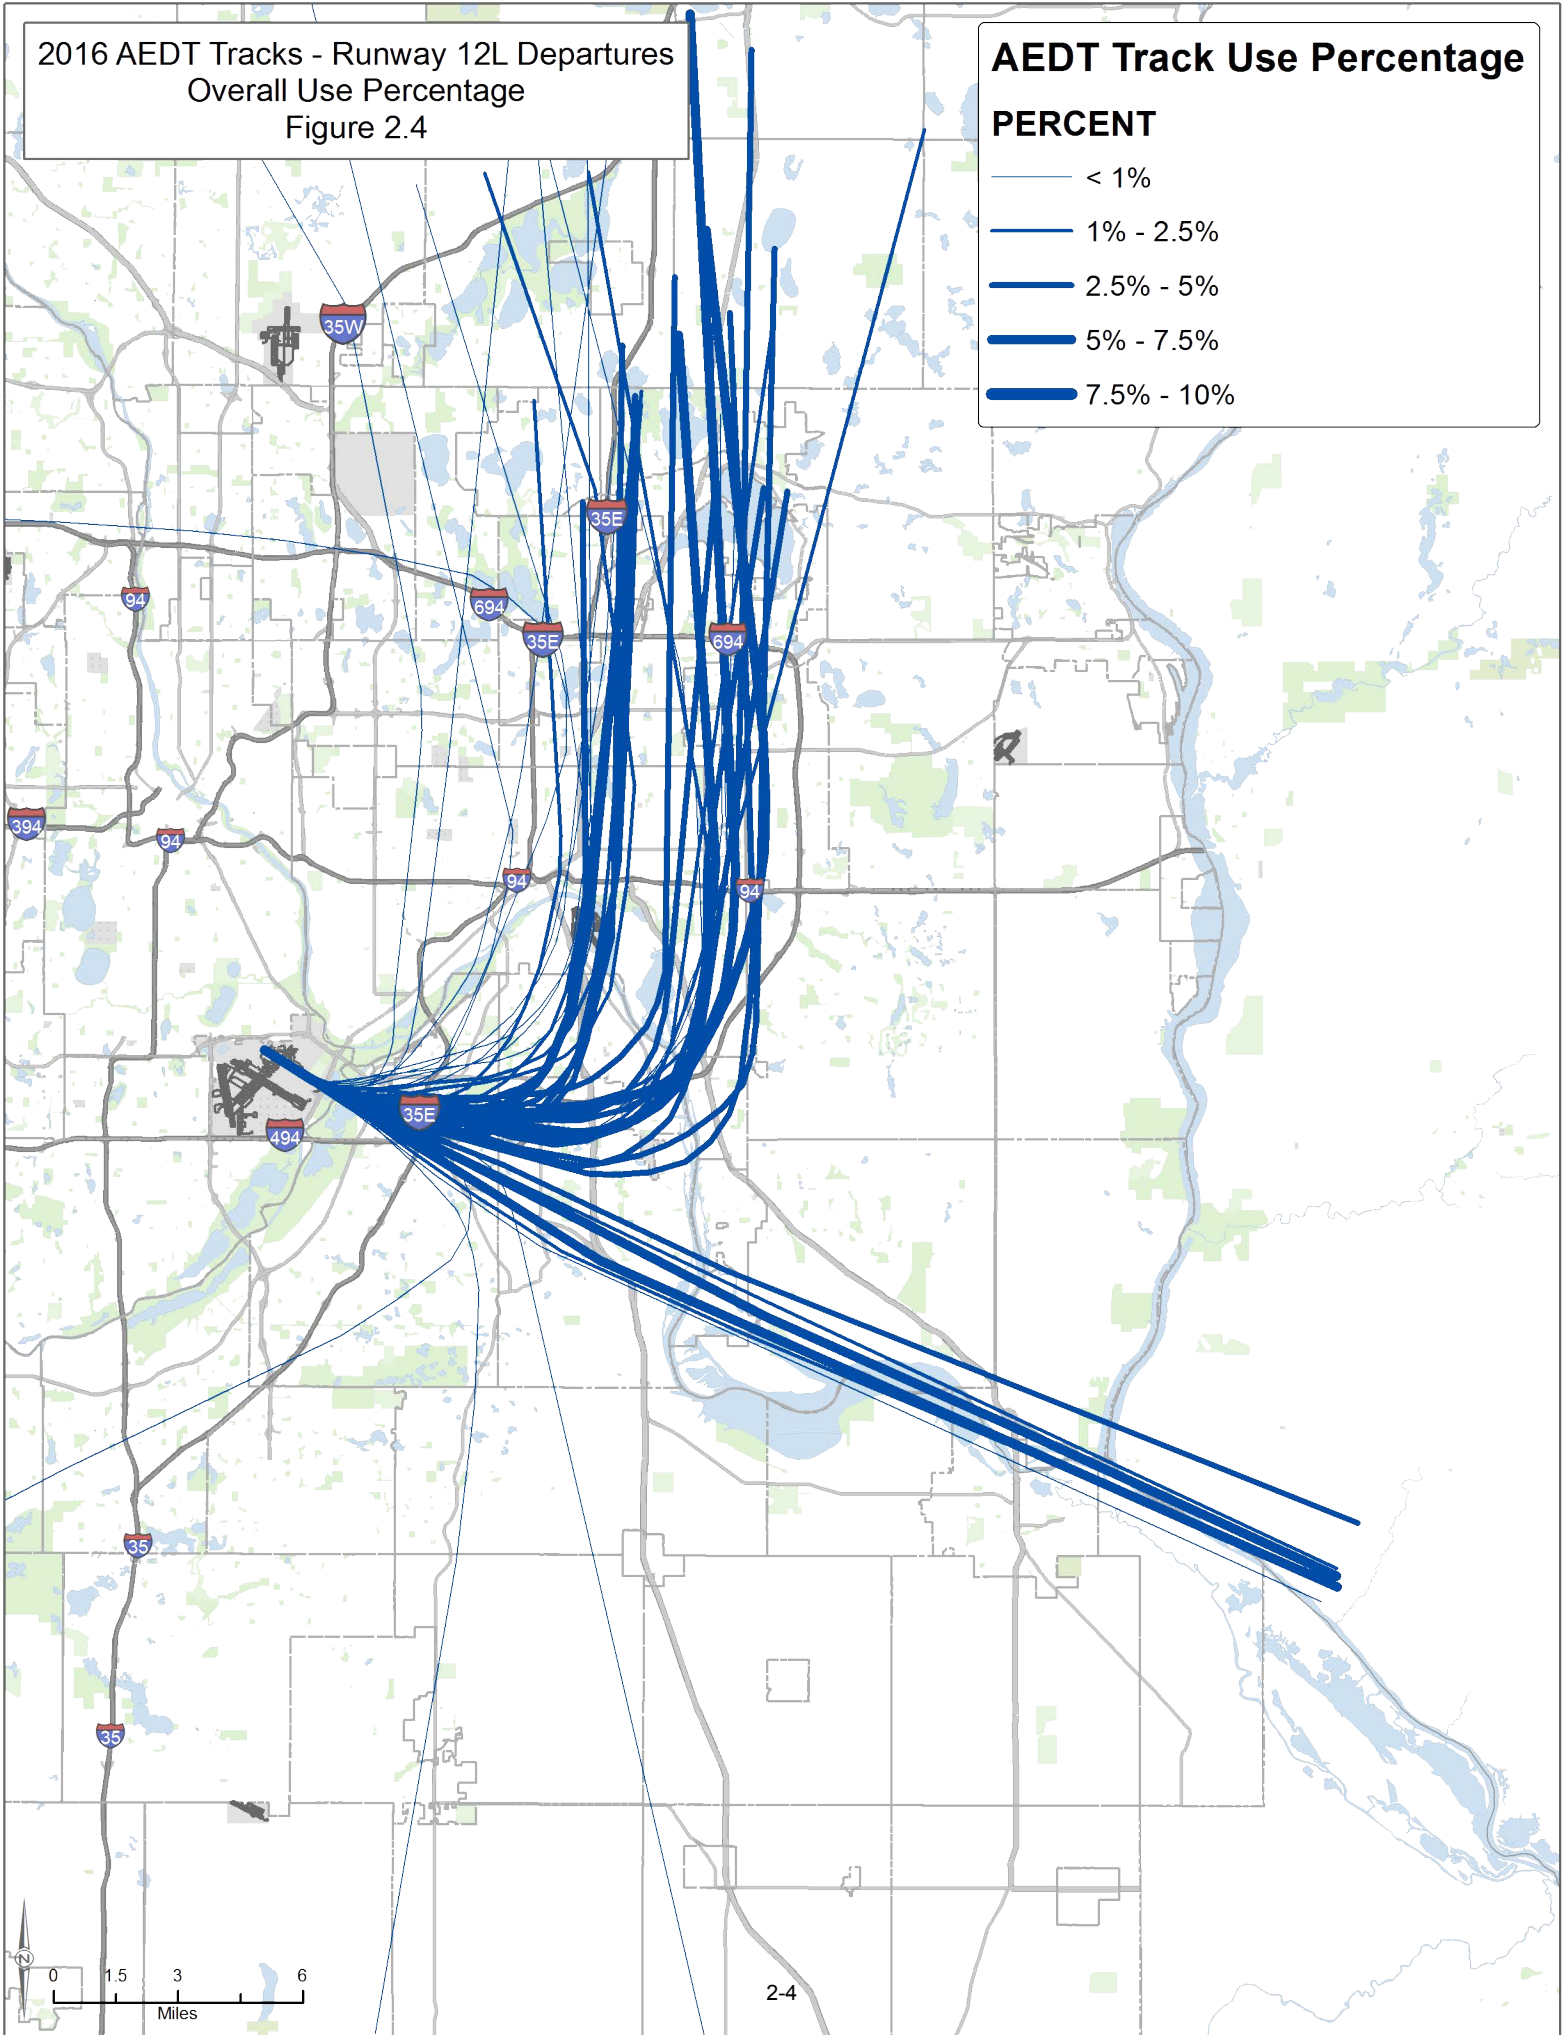 2016 AEDT Tracks - Runway 12L Departures
Overall Use Percentage
Figure 2.4
AEDT Track Use Percentage
PERCENT
< 1%
1% - 2.5%
2.5% - 5%
5% - 7.5%
7.5% - 10%
35W
35E
94
694
35E
694
394
94
94
94
35E
494
35
35
N
0 1.5 3 6
Miles
2-4